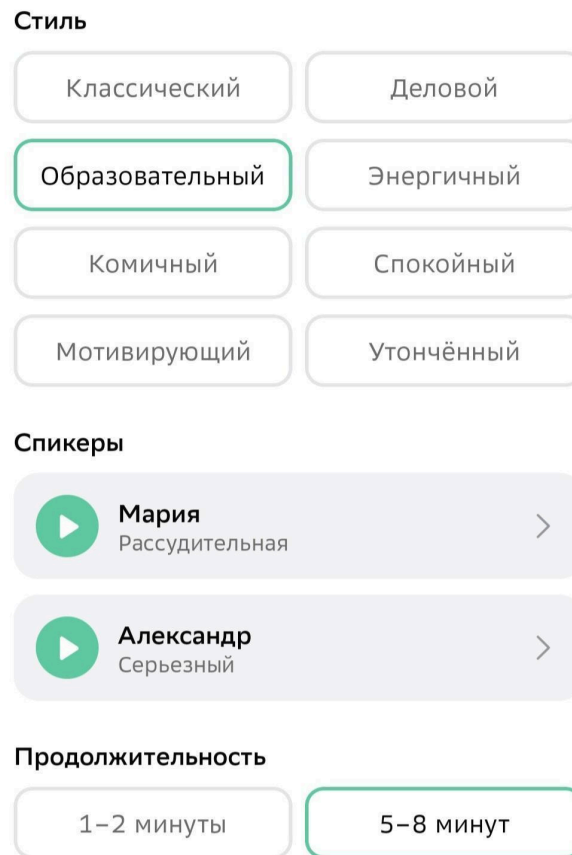 Стиль
Классический Деловой
Образовательный Энергичный
Комичный Спокойный
Мотивирующий Утончённый
Спикеры
Мария
Рассудительная
Александр
Серьезный
Продолжительность
1–2 минуты 5–8 минут